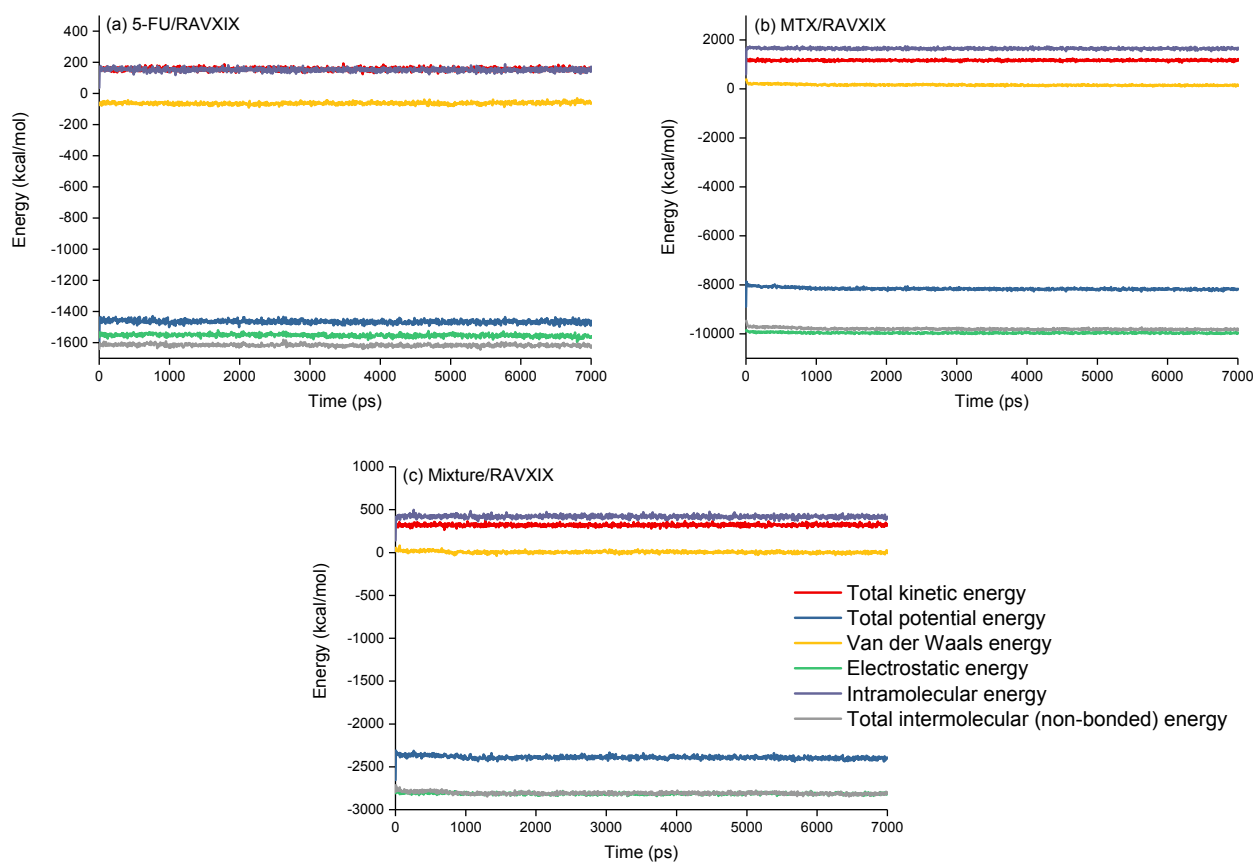 (a) 5-FU/RAVXIX
400
200
0
-200
-400
-600
-800
-1000
-1200
-1400
-1600
Energy (kcal/mol)
0 1000 2000 3000 4000 5000 6000 7000
Time (ps)
(b) MTX/RAVXIX
2000
0
-2000
-4000
-6000
-8000
-10000
Energy (kcal/mol)
0 1000 2000 3000 4000 5000 6000 7000
Time (ps)
(c) Mixture/RAVXIX
1000
500
0
-500
-1000
-1500
-2000
-2500
-3000
Energy (kcal/mol)
0 1000 2000 3000 4000 5000 6000 7000
Time (ps)
Total kinetic energy
Total potential energy
Van der Waals energy
Electrostatic energy
Intramolecular energy
Total intermolecular (non-bonded) energy